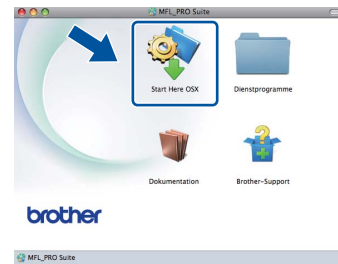 MFL_PRO Suite
Start Here OSX
Dienstprogramme
Dokumentation
Brother-Support
brother
MFL_PRO Suite